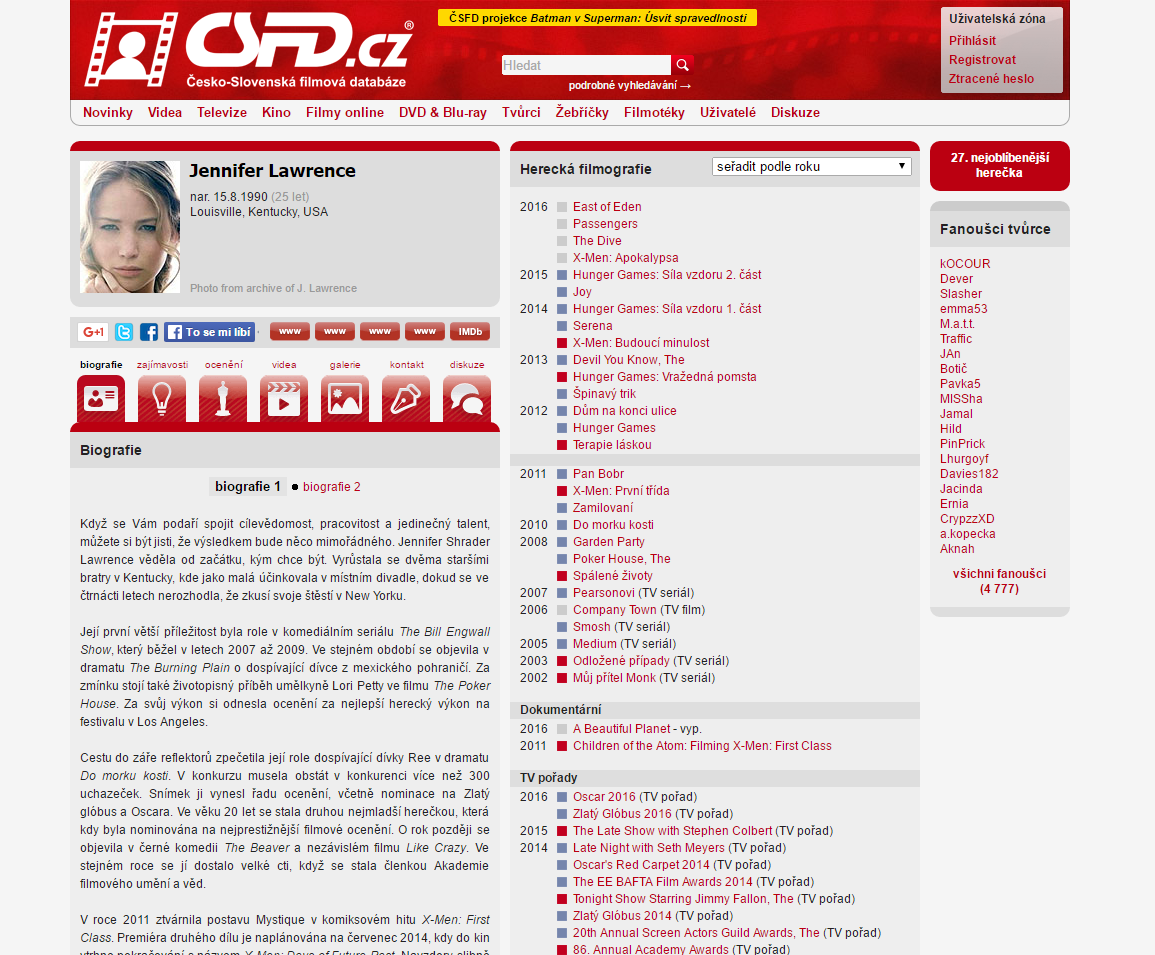 ČSFD.cz®
Česko-Slovenská filmová databáze
ČSFD projekce Batman v Superman: Úsvit spravedlnosti
Hledat
podrobné vyhledávání →
Uživatelská zóna
Přihlásit
Registrovat
Ztracené heslo
Novinky Videa Televize Kino Filmy online DVD & Blu-ray Tvůrci Žebříčky Filmotéky Uživatelé Diskuze
Jennifer Lawrence
nar. 15.8.1990 (25 let)
Louisville, Kentucky, USA
Photo from archive of J. Lawrence
G+1 To se mi líbí www www www www IMDb
biografie zajímavosti ocenění videa galerie kontakt diskuze
Biografie
biografie 1 ● biografie 2
Když se Vám podaří spojit cílevědomost, pracovitost a jedinečný talent,
můžete si být jisti, že výsledkem bude něco mimořádného. Jennifer Shrader
Lawrence věděla od začátku, kým chce být. Vyrůstala se dvěma staršími
bratry v Kentucky, kde jako malá účinkovala v místním divadle, dokud se ve
čtrnácti letech nerozhodla, že zkusí svoje štěstí v New Yorku.
Její první větší příležitost byla role v komediálním seriálu The Bill Engwall
Show, který běžel v letech 2007 až 2009. Ve stejném období se objevila v
dramatu The Burning Plain o dospívající dívce z mexického pohraničí. Za
zmínku stojí také životopisný příběh umělkyně Lori Petty ve filmu The Poker
House. Za svůj výkon si odnesla ocenění za nejlepší herecký výkon na
festivalu v Los Angeles.
Cestu do záře reflektorů zpečetila její role dospívající dívky Ree v dramatu
Do morku kosti. V konkurzu musela obstát v konkurenci více než 300
uchazeček. Snímek ji vynesl řadu ocenění, včetně nominace na Zlatý
glóbus a Oscara. Ve věku 20 let se stala druhou nejmladší herečkou, která
kdy byla nominována na nejprestižnější filmové ocenění. O rok později se
objevila v černé komedii The Beaver a nezávislém filmu Like Crazy. Ve
stejném roce se jí dostalo velké cti, když se stala členkou Akademie
filmového umění a věd.
V roce 2011 ztvárnila postavu Mystique v komiksovém hitu X-Men: First
Class. Premiéra druhého dílu je naplánována na červenec 2014, kdy do kin
Herecká filmografie
seřadit podle roku
2016 East of Eden
Passengers
The Dive
X-Men: Apokalypsa
2015 Hunger Games: Síla vzdoru 2. část
Joy
2014 Hunger Games: Síla vzdoru 1. část
Serena
X-Men: Budoucí minulost
2013 Devil You Know, The
Hunger Games: Vražedná pomsta
Špinavý trik
2012 Dům na konci ulice
Hunger Games
Terapie láskou
2011 Pan Bobr
X-Men: První třída
Zamilovaní
2010 Do morku kosti
2008 Garden Party
Poker House, The
Spálené životy
2007 Pearsonovi (TV seriál)
2006 Company Town (TV film)
Smosh (TV seriál)
2005 Medium (TV seriál)
2003 Odložené případy (TV seriál)
2002 Můj přítel Monk (TV seriál)
Dokumentární
2016 A Beautiful Planet - vyp.
2011 Children of the Atom: Filming X-Men: First Class
TV pořady
2016 Oscar 2016 (TV pořad)
Zlatý Glóbus 2016 (TV pořad)
2015 The Late Show with Stephen Colbert (TV pořad)
2014 Late Night with Seth Meyers (TV pořad)
Oscar's Red Carpet 2014 (TV pořad)
The EE BAFTA Film Awards 2014 (TV pořad)
Tonight Show Starring Jimmy Fallon, The (TV pořad)
Zlatý Glóbus 2014 (TV pořad)
20th Annual Screen Actors Guild Awards, The (TV pořad)
86. Annual Academy Awards (TV pořad)
27. nejoblíbenější
herečka
Fanoušci tvůrce
kOCOUR
Dever
Slasher
emma53
M.a.t.t.
Traffic
JAn
Botič
Pavka5
MISSha
Jamal
Hild
PinPrick
Lhurgoyf
Davies182
Jacinda
Ernia
CrypzzXD
a.kopecka
Aknah
všichni fanoušci
(4 777)